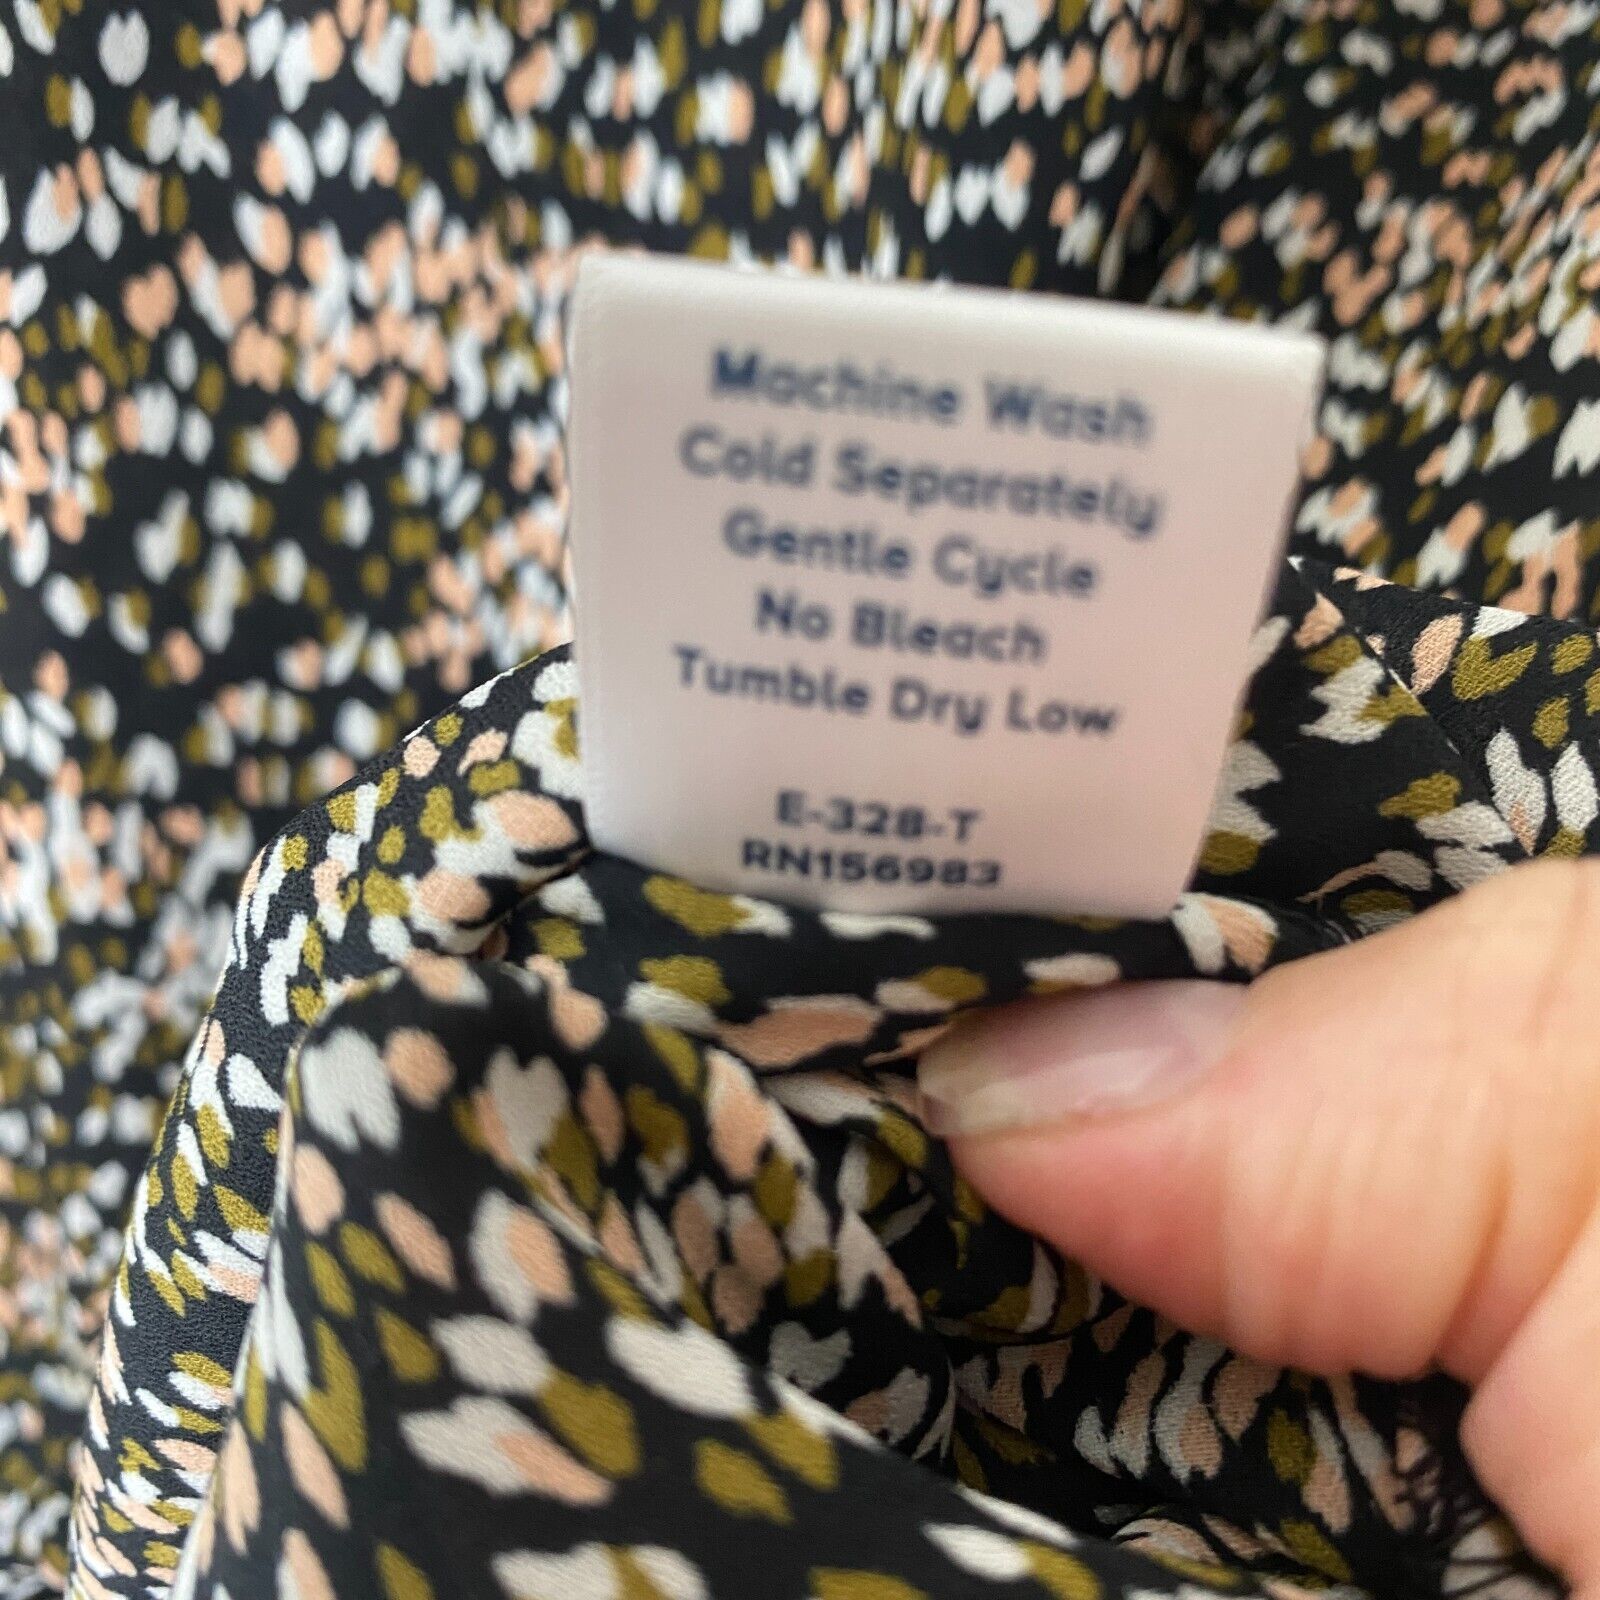 Machine Wash
Cold Separately
Gentle Cycle
No Bleach
Tumble Dry Low
E-328-T
RN156983